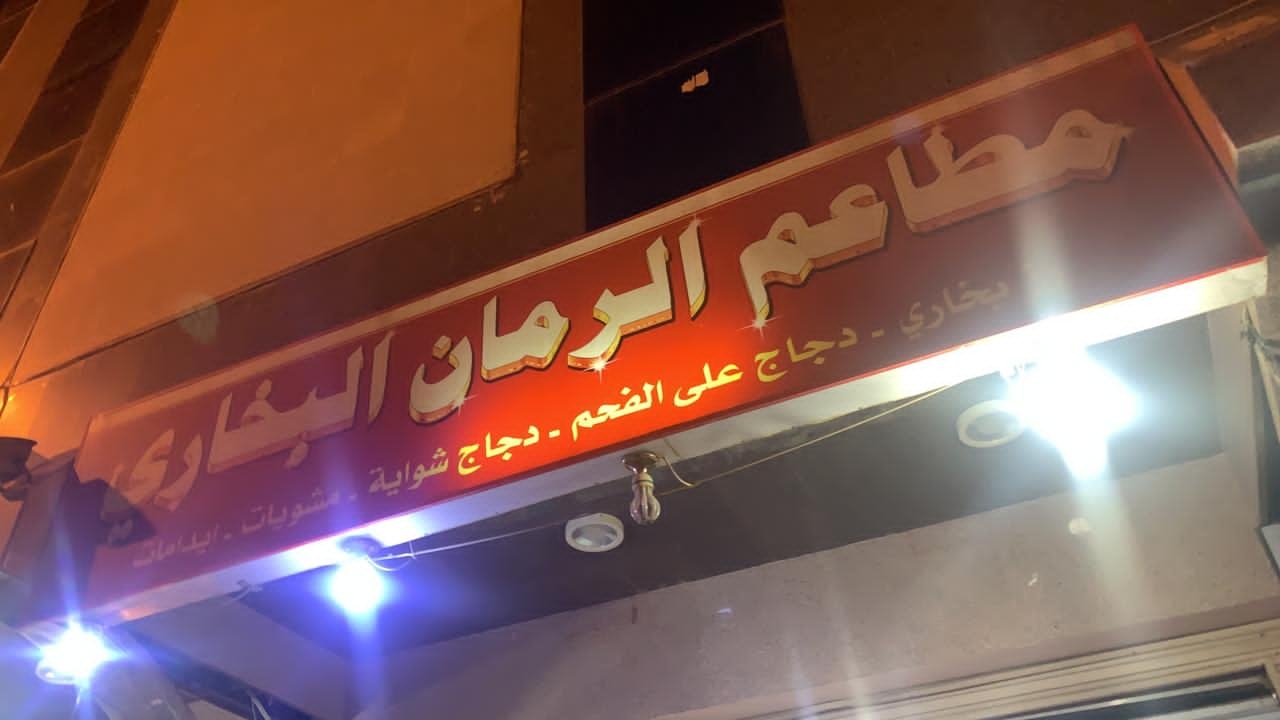 مطاعم الرمان البخاري
بخاري - دجاج على الفحم - دجاج شواية - مشويات - ايدامات